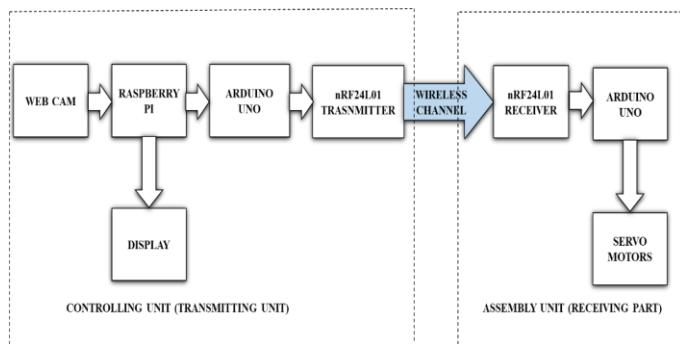 WEB CAM
RASPBERRY
PI
ARDUINO
UNO
nRF24L01
TRASNMITTER
WIRELESS
CHANNEL
nRF24L01
RECEIVER
ARDUINO
UNO
DISPLAY
SERVO
MOTORS
CONTROLLING UNIT (TRANSMITTING UNIT)
ASSEMBLY UNIT (RECEIVING PART)